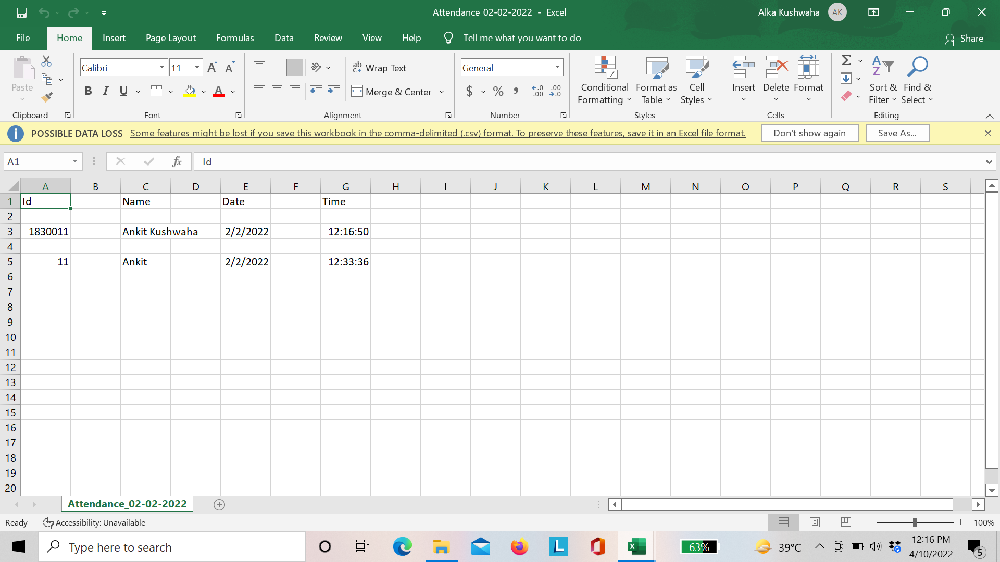 Attendance_02-02-2022 - Excel
Alka Kushwaha AK
File Home Insert Page Layout Formulas Data Review View Help Tell me what you want to do Share
Paste
Clipboard
Calibri 11
B I U A
Font
ab Wrap Text
Merge & Center
Alignment
General
$ % , .00
Number
Conditional Formatting
Format as Table
Cell Styles
Styles
Insert Delete Format
Cells
Sort & Filter
Find & Select
Editing
POSSIBLE DATA LOSS Some features might be lost if you save this workbook in the comma-delimited (.csv) format. To preserve these features, save it in an Excel file format. Don't show again Save As...
A1 fx Id
A B C D E F G H I J K L M N O P Q R S
1 Id Name Date Time
2
3 1830011 Ankit Kushwaha 2/2/2022 12:16:50
4
5 11 Ankit 2/2/2022 12:33:36
6
7
8
9
10
11
12
13
14
15
16
17
18
19
20
Attendance_02-02-2022
Ready Accessibility: Unavailable 100%
Type here to search
L
X
63%
39°C
12:16 PM
4/10/2022
5